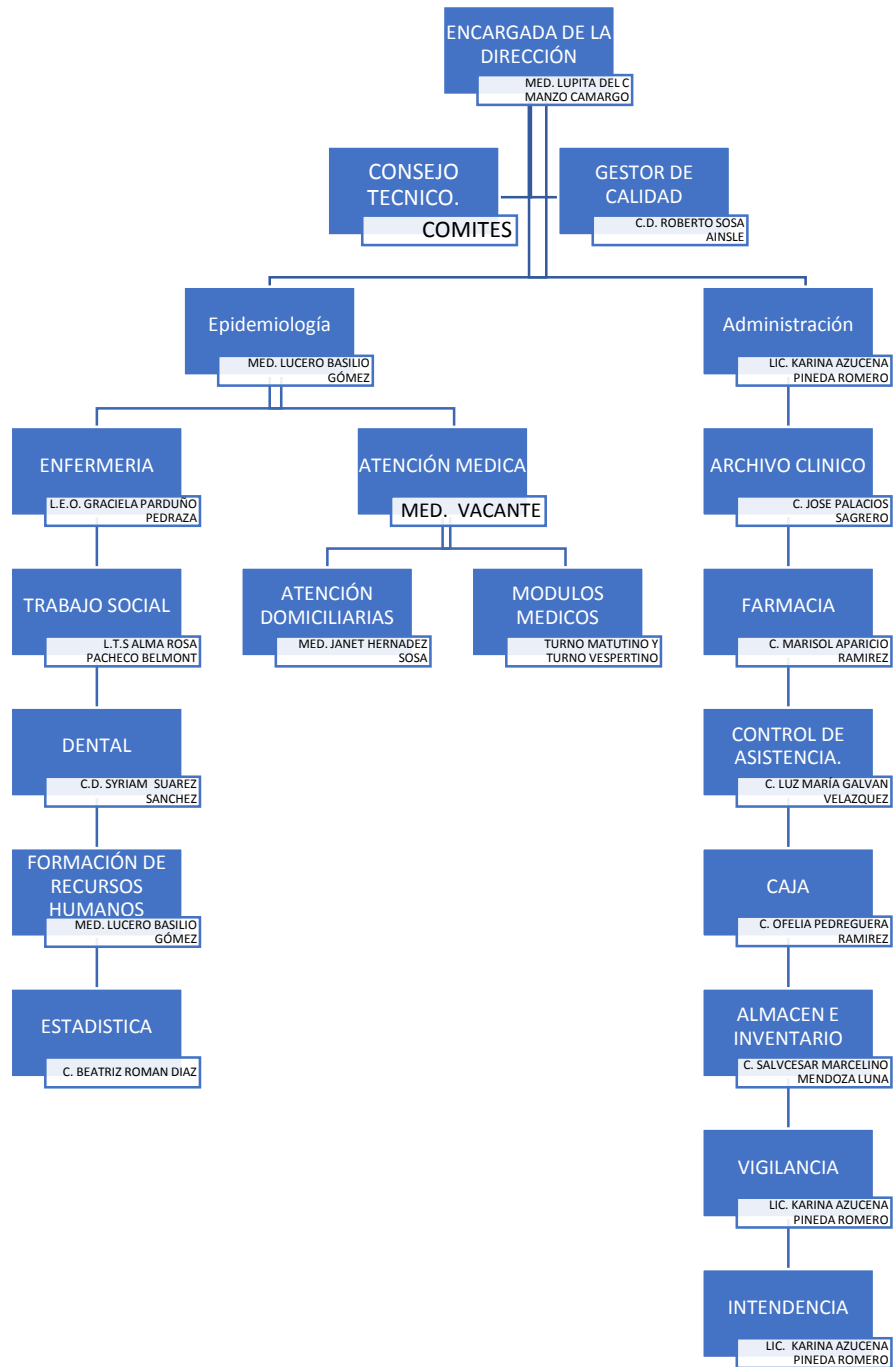 ENCARGADA DE LA
DIRECCIÓN
MED. LUPITA DEL C
MANZO CAMARGO
CONSEJO
TECNICO.
COMITES
GESTOR DE
CALIDAD
C.D. ROBERTO SOSA
AINSLE
Epidemiología
MED. LUCERO BASILIO
GÓMEZ
Administración
LIC. KARINA AZUCENA
PINEDA ROMERO
ENFERMERIA
L.E.O. GRACIELA PARDUÑO
PEDRAZA
ATENCIÓN MEDICA
MED. VACANTE
ARCHIVO CLINICO
C. JOSE PALACIOS
SAGRERO
TRABAJO SOCIAL
L.T.S ALMA ROSA
PACHECO BELMONT
ATENCIÓN
DOMICILIARIAS
MED. JANET HERNADEZ
SOSA
MODULOS
MEDICOS
TURNO MATUTINO Y
TURNO VESPERTINO
FARMACIA
C. MARISOL APARICIO
RAMIREZ
DENTAL
C.D. SYRIAM SUAREZ
SANCHEZ
CONTROL DE
ASISTENCIA.
C. LUZ MARÍA GALVAN
VELAZQUEZ
FORMACIÓN DE
RECURSOS
HUMANOS
MED. LUCERO BASILIO
GÓMEZ
CAJA
C. OFELIA PEDREGUERA
RAMIREZ
ESTADISTICA
C. BEATRIZ ROMAN DIAZ
ALMACEN E
INVENTARIO
C. SALVCESAR MARCELINO
MENDOZA LUNA
VIGILANCIA
LIC. KARINA AZUCENA
PINEDA ROMERO
INTENDENCIA
LIC. KARINA AZUCENA
PINEDA ROMERO